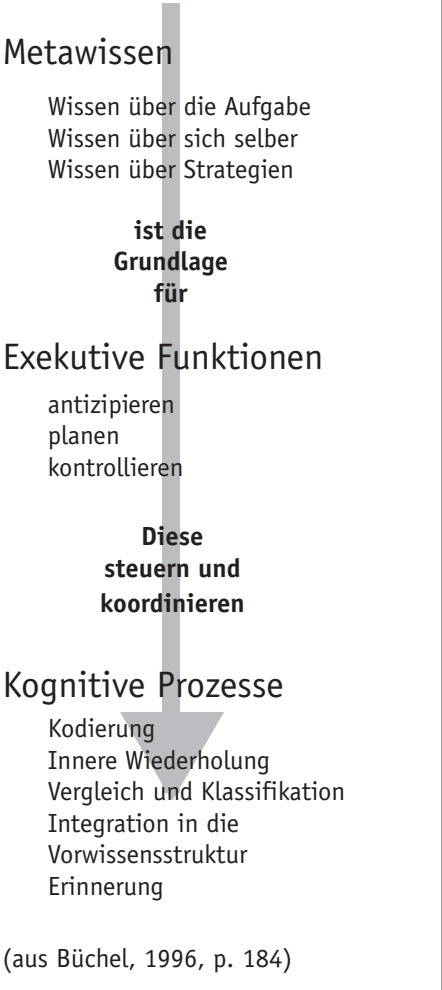 Metawissen
Wissen über die Aufgabe
Wissen über sich selber
Wissen über Strategien
ist die
Grundlage
für
Exekutive Funktionen
antizipieren
planen
kontrollieren
Diese
steuern und
koordinieren
Kognitive Prozesse
Kodierung
Innere Wiederholung
Vergleich und Klassifikation
Integration in die
Vorwissensstruktur
Erinnerung
(aus Büchel, 1996, p. 184)